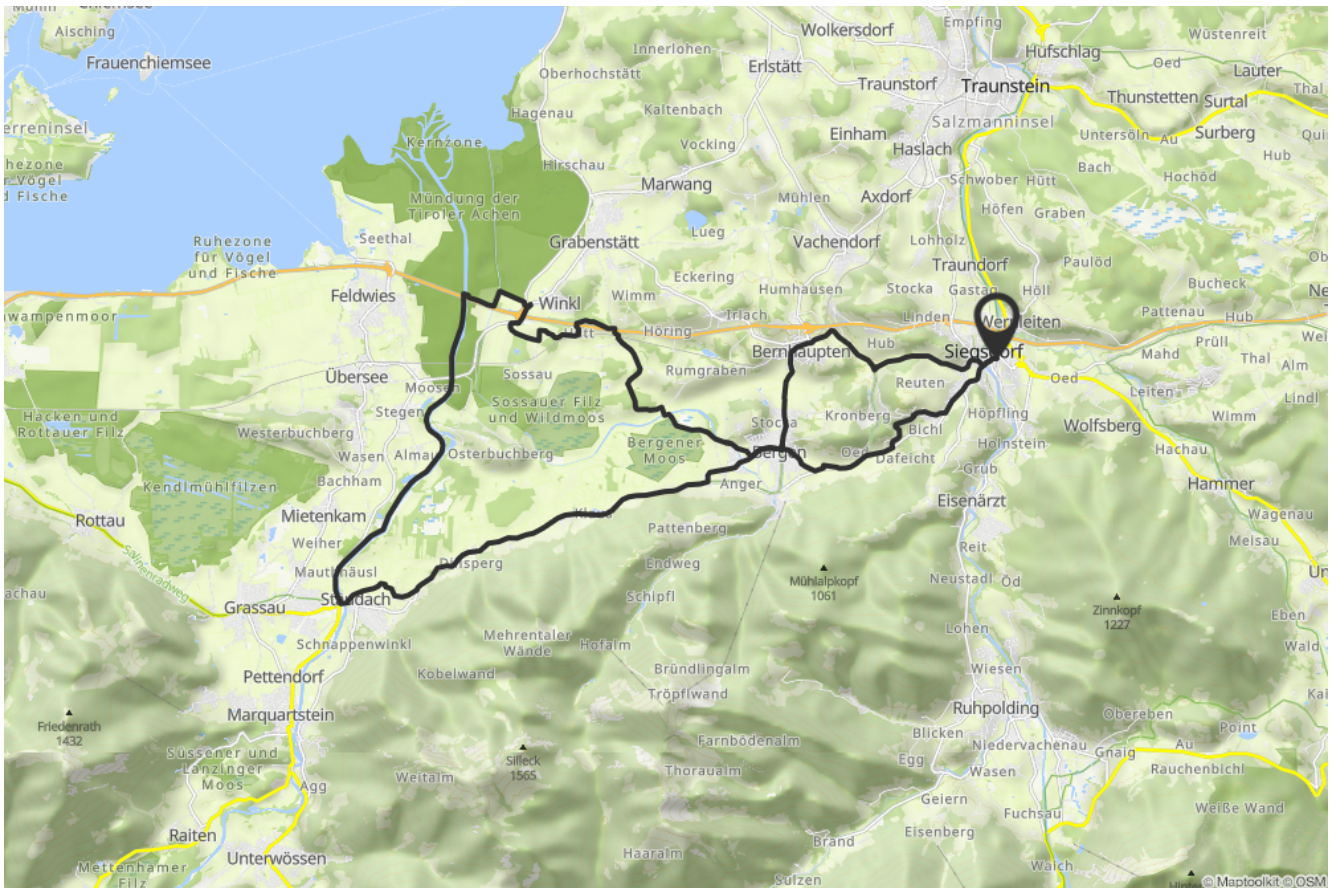 Aisching
Frauenchiemsee
Wolkersdorf
Empfing
Hufschlag
Wüstenreit
Innerlohen
Erlstätt
Oed
Lauter
Oberhochstätt
Traunstorf
Traunstein
Thunstetten
Surtal
Thal
Hagenau
Kaltenbach
Salzmanninsel
Einham
Untersöln
Au
Surberg
Kernzone
Vocking
Haslach
Hub
Hirschau
Marwang
Schwober
Hütt
Bach
Hochöd
Mündung der
Tiroler Achen
Mühlen
Axdorf
Höfen
Graben
Seethal
Grabenstätt
Lueg
Vachendorf
Lohholz
Ruhezone
für Vögel
und Fische
Traundorf
Paulöd
Eckering
Feldwies
Winkl
Wimm
Humhausen
Stocka
Gastag
Höll
Bucheck
Trlach
Linden
Pattenau
Hub
Höring
Hub
Siegsdorf
Mahd
Prüll
Bernhaupten
Thal
Alm
Übersee
Moosen
Sossau
Rumgraben
Reuten
Oed
Leiten
Hacken und
Rottauer Filz
Stegen
Sossauer Filz
und Wildmoos
Kronberg
Höpfling
Wimm
Lindl
Westerbuchberg
Bichl
Wolfsberg
Wasen
Almau
Osterbuchberg
Bergener
Moos
Bergen
Oed
Dafeicht
Holnstein
Hachau
Bachham
Grub
Kendlmühlfilzen
Anger
Hammer
Mietenkam
Klaus
Eisenärzt
Rottau
Pattenberg
Wagenau
Weiher
Reit
Meisau
Salinenradweg
Mauthäusl
Endweg
Mühlalpkopf
1061
Neustadl
Öd
Grassau
Staudach
Schipfl
Zinnkopf
1227
Eben
Schnappenwinkl
Mehrentaler
Wände
Hofalm
Lohen
Wald
Pettendorf
Kobelwand
Bründlingalm
Wiesen
Tröpflwand
Marquartstein
Ruhpolding
Obereben
Point
Friedenrath
1432
Farnbödenalm
Blicken
Niedervachenau
Gnaig
Au
Süssener und
Lanzinger
Moos
Silleck
1565
Egg
Wasen
Rauchenbichl
Weitalm
Thoraualm
Agg
Geiern
Fuchsau
Weiße Wand
Raiten
Eisenberg
Brand
Unterwössen
Haaralm
Mettenhamer
Filz
Sulzen
© Maptoolkit © OSM